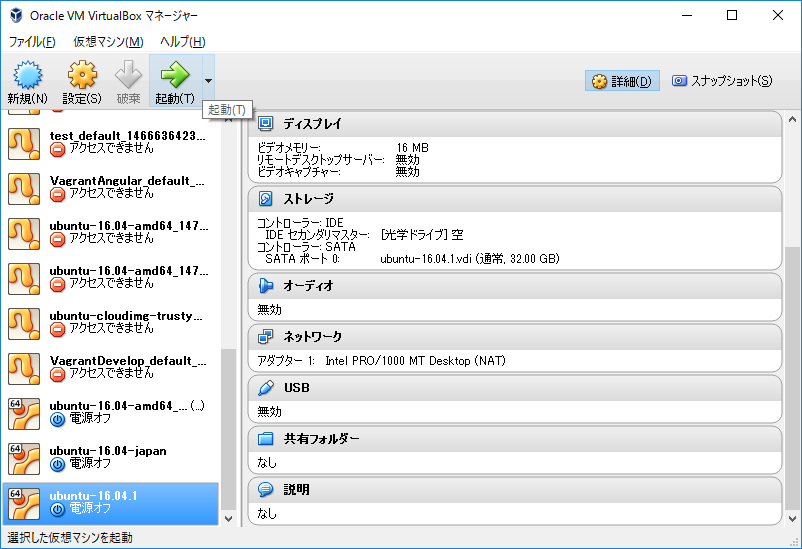 Oracle VM VirtualBox マネージャー
ファイル(F) 仮想マシン(M) ヘルプ(H)
新規(N) 設定(S) 破棄 起動(T) 詳細(D) スナップショット(S)
起動(T)
test_default_1466636423...
アクセスできません
VagrantAngular_default_...
アクセスできません
ubuntu-16.04-amd64_147...
アクセスできません
ubuntu-16.04-amd64_147...
アクセスできません
ubuntu-cloudimg-trusty...
アクセスできません
VagrantDevelop_default_...
アクセスできません
64
ubuntu-16.04-amd64_... (...)
電源オフ
64
ubuntu-16.04-japan
電源オフ
64
ubuntu-16.04.1
電源オフ
ディスプレイ
ビデオメモリー: 16 MB
リモートデスクトップサーバー: 無効
ビデオキャプチャー: 無効
ストレージ
コントローラー: IDE
IDE セカンダリマスター: [光学ドライブ] 空
コントローラー: SATA
SATA ポート 0: ubuntu-16.04.1.vdi (通常, 32.00 GB)
オーディオ
無効
ネットワーク
アダプター 1: Intel PRO/1000 MT Desktop (NAT)
USB
無効
共有フォルダー
なし
説明
なし
選択した仮想マシンを起動